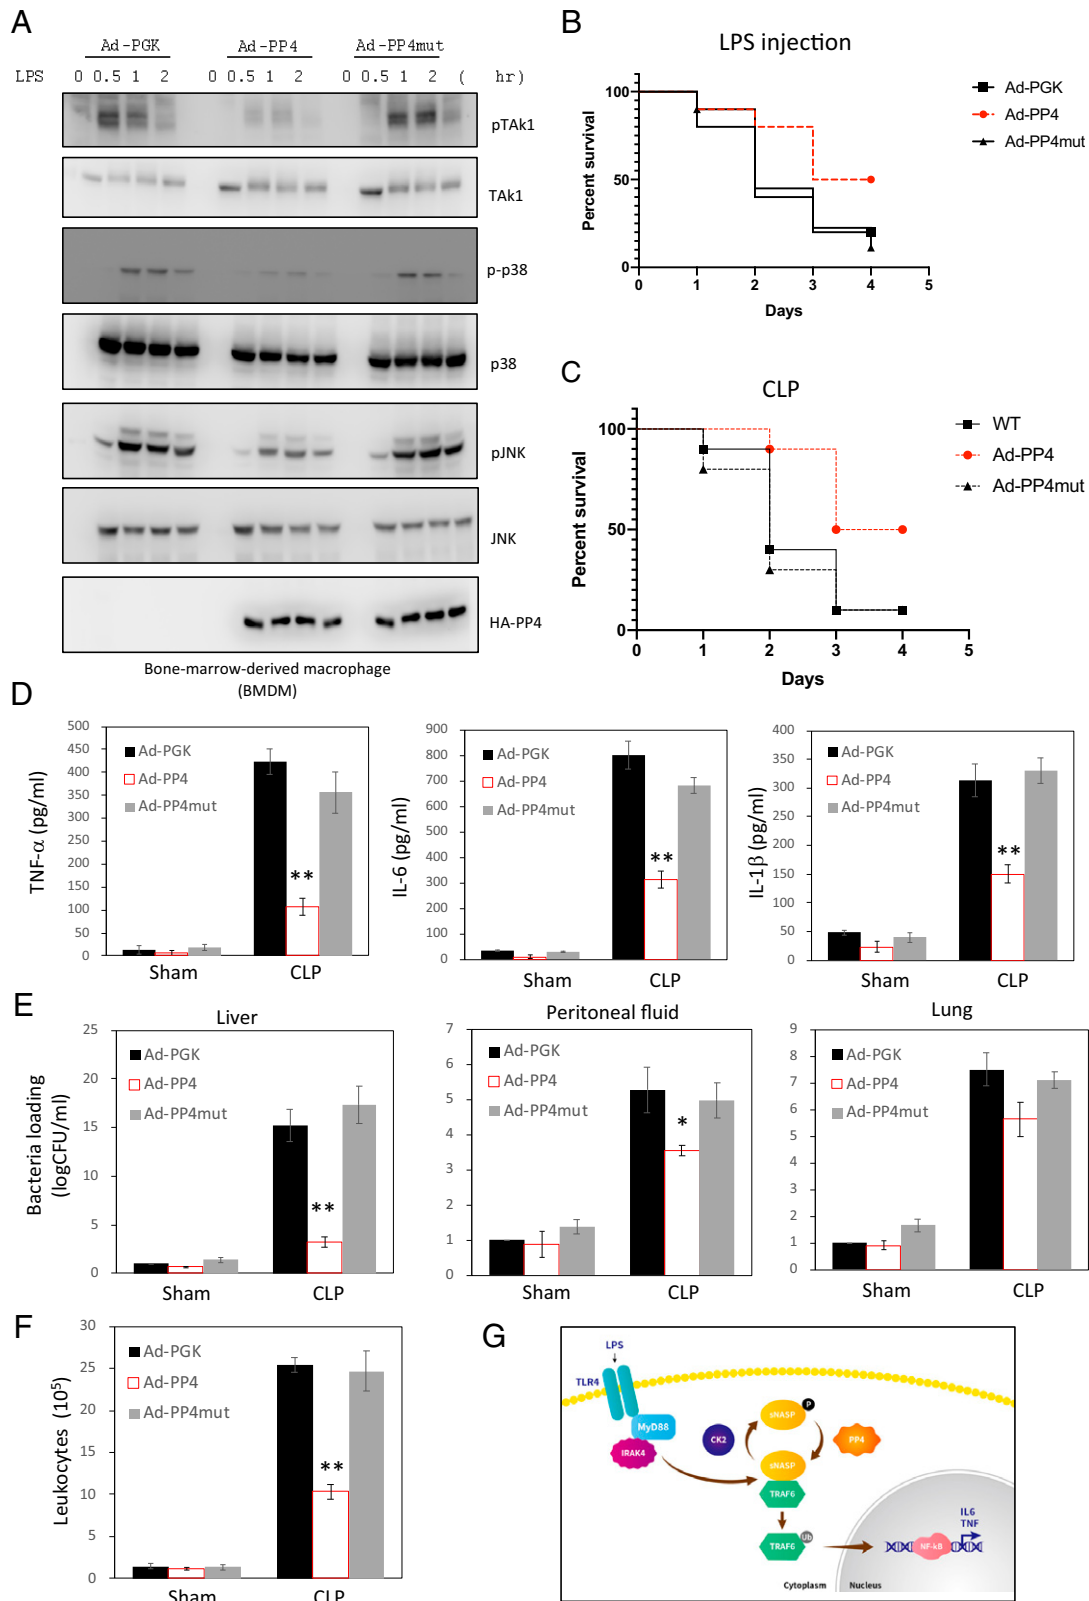 A
Ad-PGK Ad-PP4 Ad-PP4mut
LPS 0 0.5 1 2 0 0.5 1 2 0 0.5 1 2 ( hr)
pTAk1
TAk1
p-p38
p38
pJNK
JNK
HA-PP4
Bone-marrow-derived macrophage
(BMDM)
B
LPS injection
Percent survival
100
50
0
0 1 2 3 4 5
Days
Ad-PGK
Ad-PP4
Ad-PP4mut
C
CLP
Percent survival
100
50
0
0 1 2 3 4 5
Days
WT
Ad-PP4
Ad-PP4mut
D
TNF-α (pg/ml)
500
450
400
350
300
250
200
150
100
50
0
Ad-PGK
Ad-PP4
Ad-PP4mut
**
Sham CLP
IL-6 (pg/ml)
900
800
700
600
500
400
300
200
100
0
Ad-PGK
Ad-PP4
Ad-PP4mut
**
Sham CLP
IL-1β (pg/ml)
400
350
300
250
200
150
100
50
0
Ad-PGK
Ad-PP4
Ad-PP4mut
**
Sham CLP
E
Liver
Bacteria loading
(logCFU/ml)
25
20
15
10
5
0
Ad-PGK
Ad-PP4
Ad-PP4mut
**
Sham CLP
Peritoneal fluid
7
6
5
4
3
2
1
0
Ad-PGK
Ad-PP4
Ad-PP4mut
*
Sham CLP
Lung
9
8
7
6
5
4
3
2
1
0
Ad-PGK
Ad-PP4
Ad-PP4mut
Sham CLP
F
Leukocytes (10⁵)
30
25
20
15
10
5
0
Ad-PGK
Ad-PP4
Ad-PP4mut
**
Sham CLP
G
LPS
TLR4
MyD88
IRAK4
CK2
sNASP
P
PP4
sNASP
TRAF6
TRAF6
Ub
IL6
TNF
NF-kB
Cytoplasm Nucleus